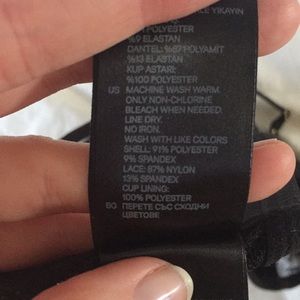 YIKAYIN
POLYESTER
%9 ELASTAN
DANTEL: %87 POLYAMIT
%13 ELASTAN
KUP ASTARI:
%100 POLYESTER
US MACHINE WASH WARM.
ONLY NON-CHLORINE
BLEACH WHEN NEEDED.
LINE DRY.
NO IRON.
WASH WITH LIKE COLORS
SHELL: 91% POLYESTER
9% SPANDEX
LACE: 87% NYLON
13% SPANDEX
CUP LINING:
100% POLYESTER
BG ПЕРЕТЕ СЪС СХОДНИ
ЦВЕТОВЕ